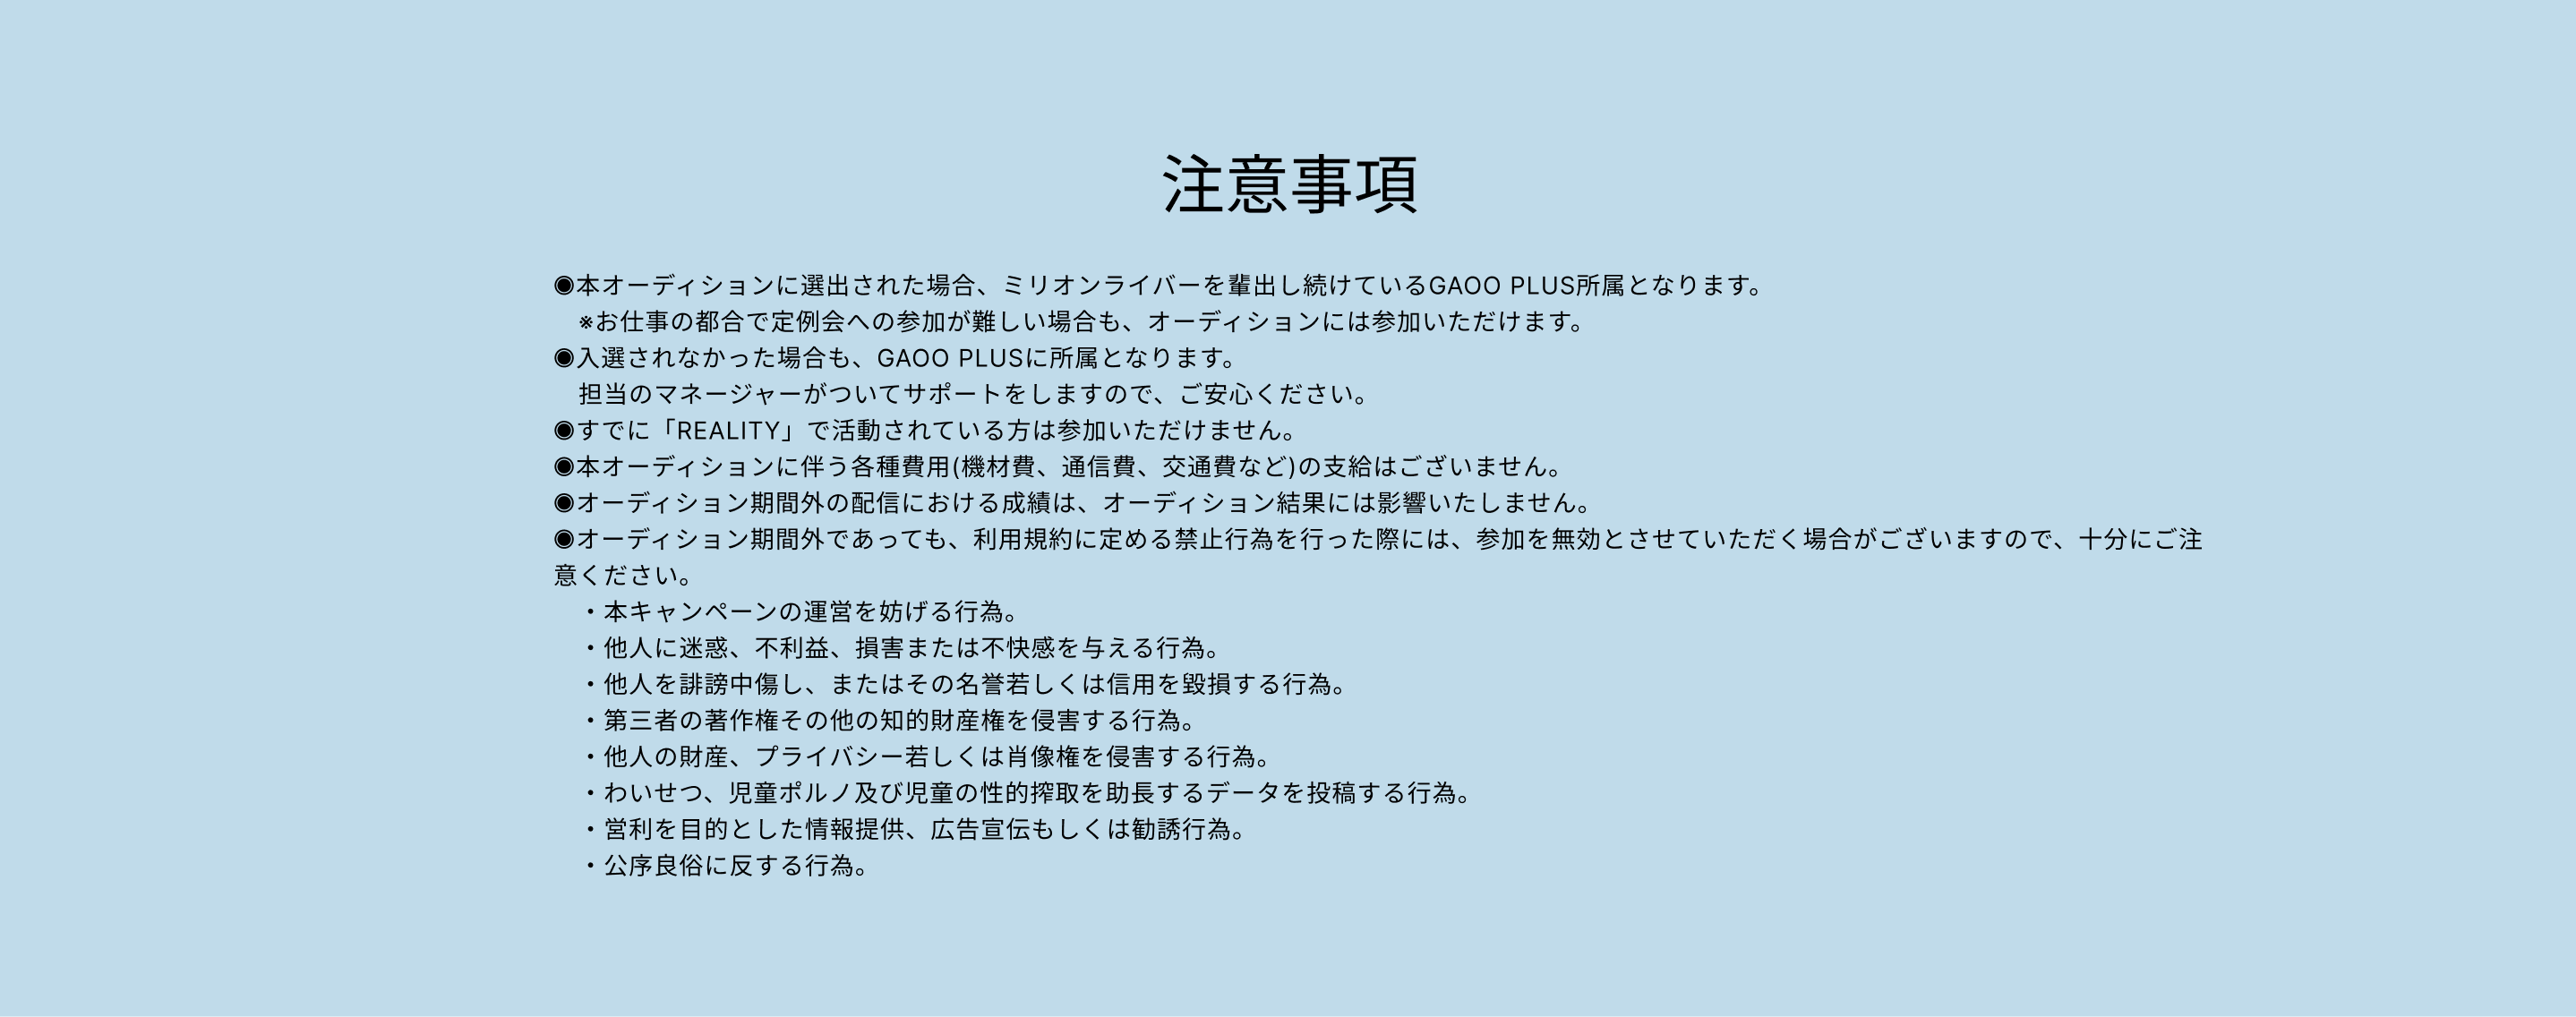 注意事項
◉本オーディションに選出された場合、ミリオンライバーを輩出し続けているGAOO PLUS所属となります。
※お仕事の都合で定例会への参加が難しい場合も、オーディションには参加いただけます。
◉入選されなかった場合も、GAOO PLUSに所属となります。
担当のマネージャーがついてサポートをしますので、ご安心ください。
◉すでに「REALITY」で活動されている方は参加いただけません。
◉本オーディションに伴う各種費用(機材費、通信費、交通費など)の支給はございません。
◉オーディション期間外の配信における成績は、オーディション結果には影響いたしません。
◉オーディション期間外であっても、利用規約に定める禁止行為を行った際には、参加を無効とさせていただく場合がございますので、十分にご注
意ください。
・本キャンペーンの運営を妨げる行為。
・他人に迷惑、不利益、損害または不快感を与える行為。
・他人を誹謗中傷し、またはその名誉若しくは信用を毀損する行為。
・第三者の著作権その他の知的財産権を侵害する行為。
・他人の財産、プライバシー若しくは肖像権を侵害する行為。
・わいせつ、児童ポルノ及び児童の性的搾取を助長するデータを投稿する行為。
・営利を目的とした情報提供、広告宣伝もしくは勧誘行為。
・公序良俗に反する行為。